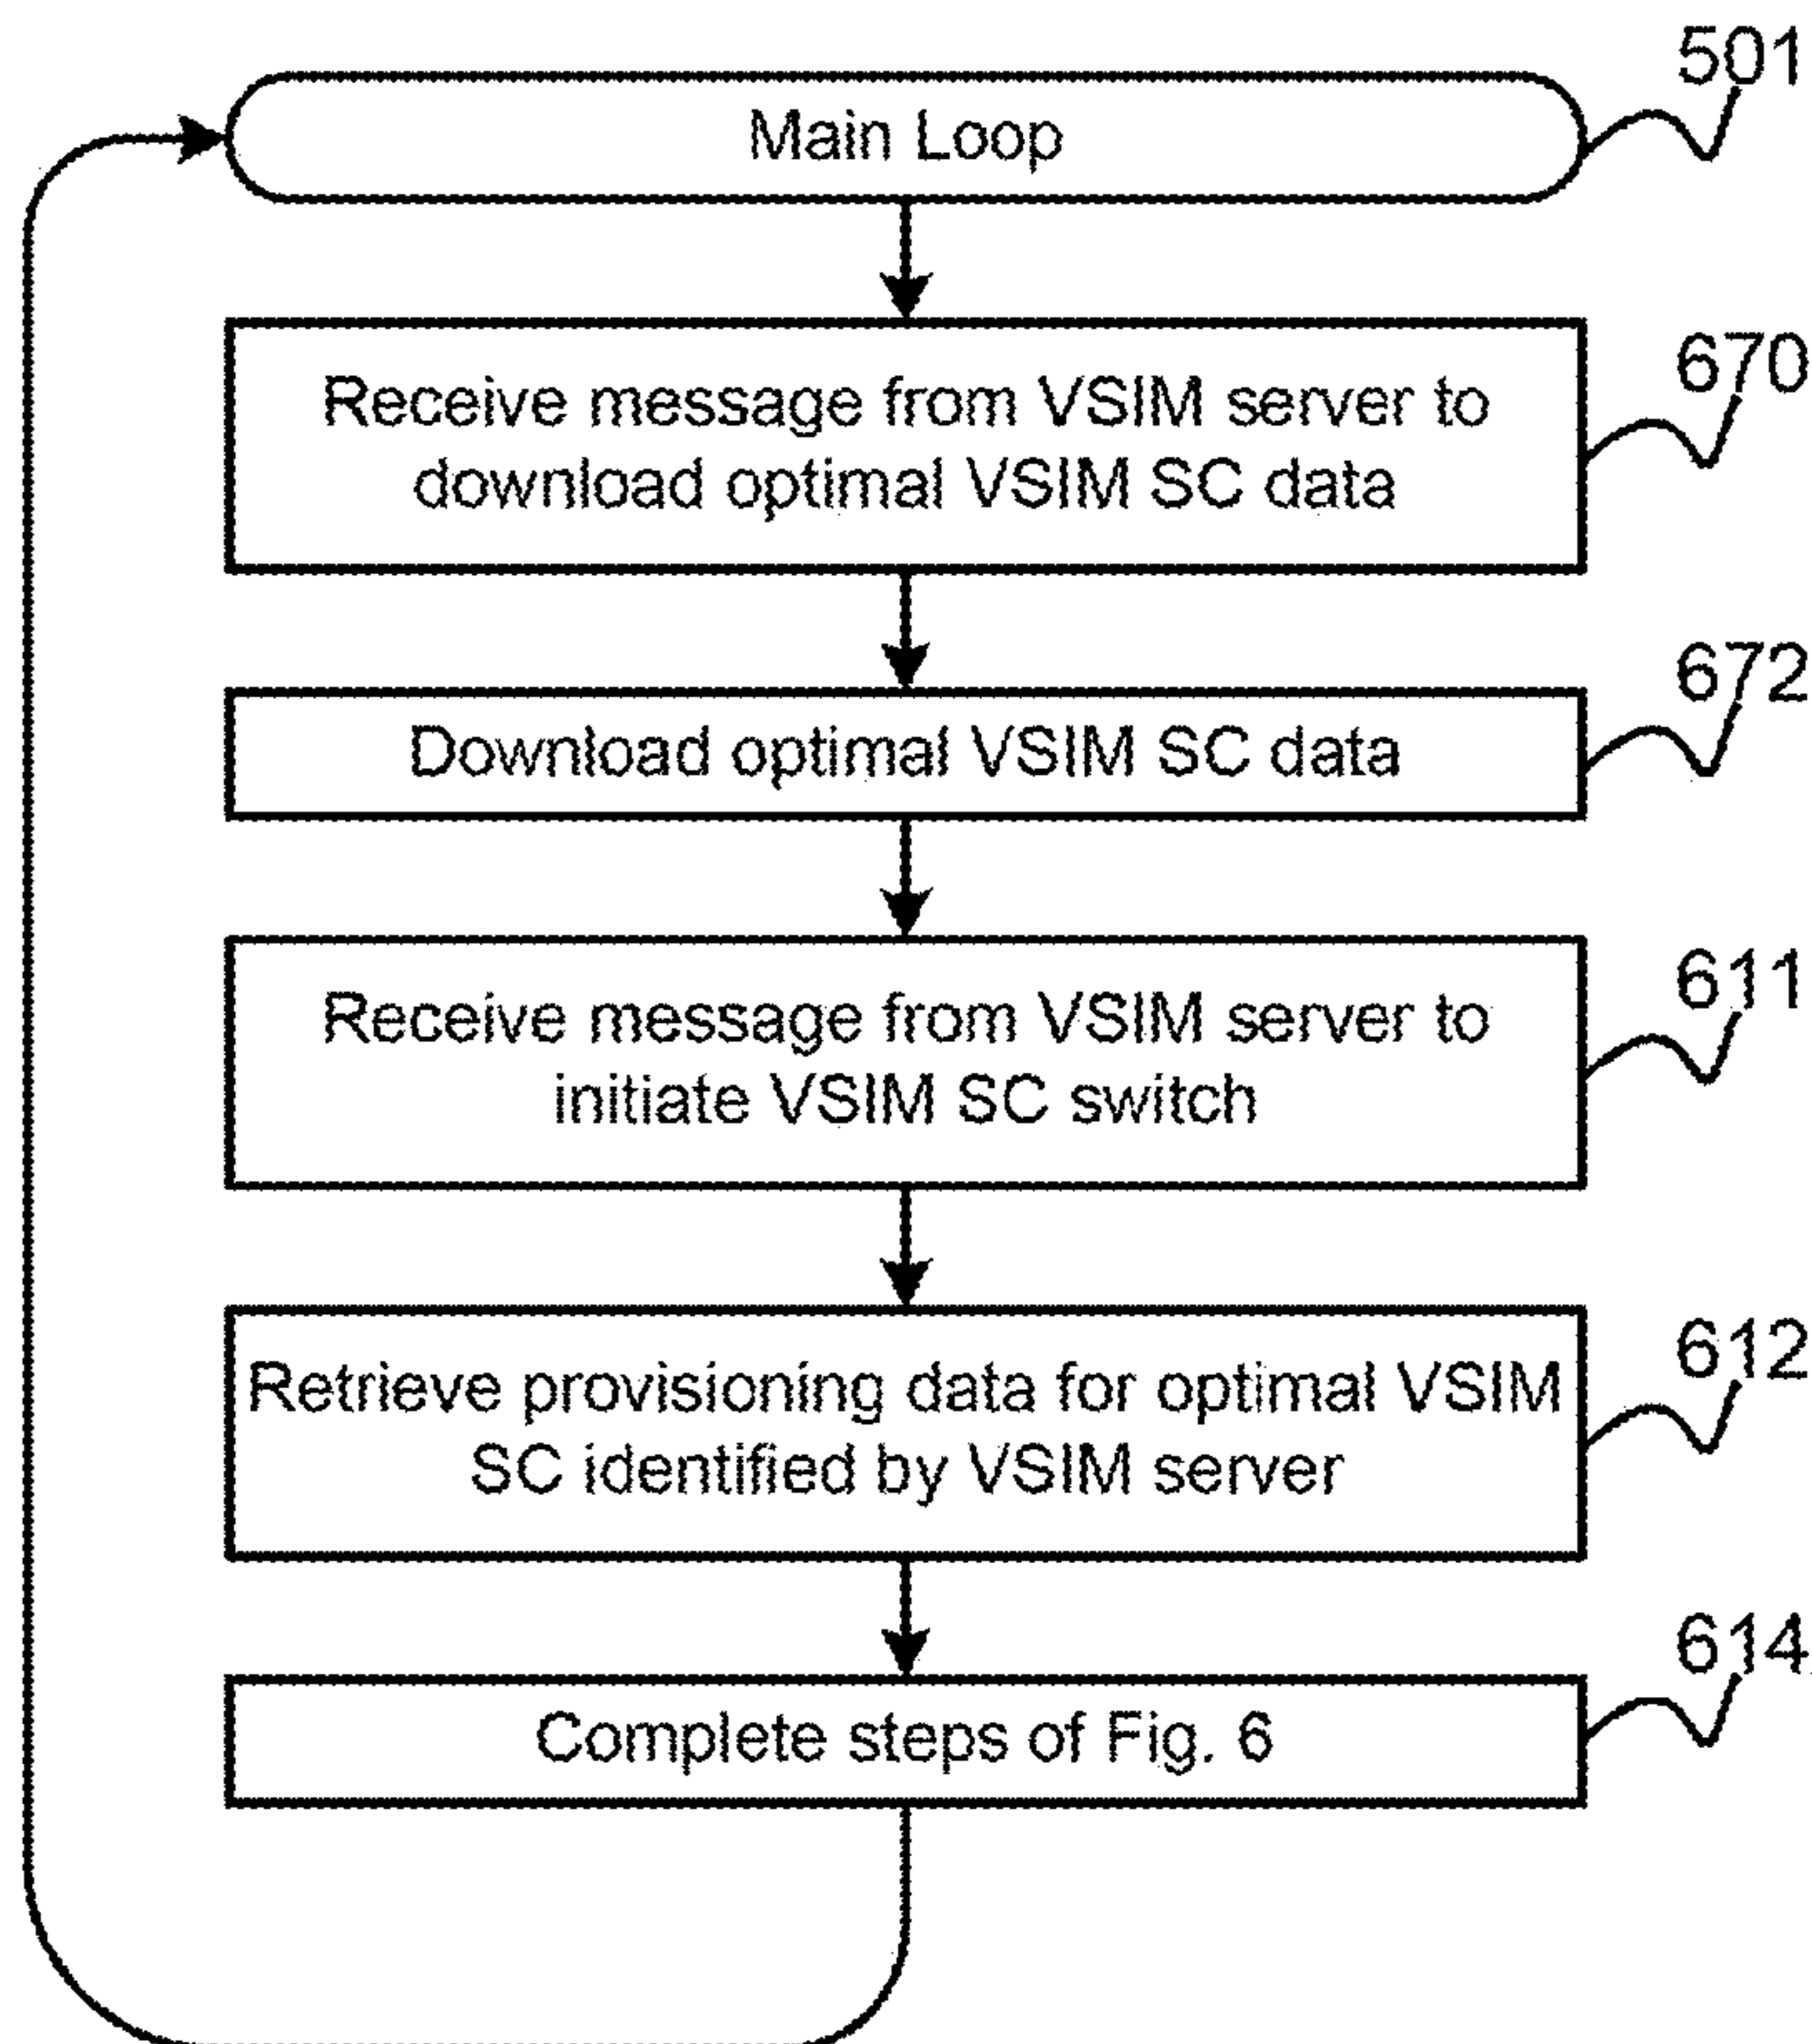 501
Main Loop
670
Receive message from VSIM server to
download optimal VSIM SC data
672
Download optimal VSIM SC data
611
Receive message from VSIM server to
initiate VSIM SC switch
612
Retrieve provisioning data for optimal VSIM
SC identified by VSIM server
614
Complete steps of Fig. 6